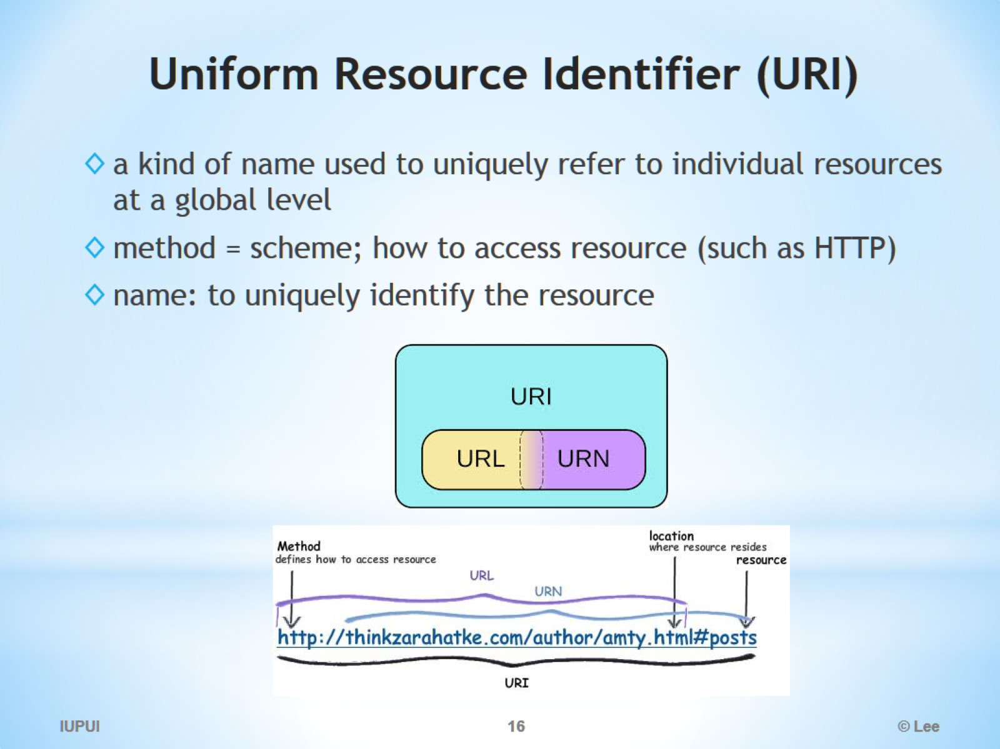 Uniform Resource Identifier (URI)
a kind of name used to uniquely refer to individual resources
at a global level
method = scheme; how to access resource (such as HTTP)
name: to uniquely identify the resource
URI
URL
URN
Method
defines how to access resource
location
where resource resides
resource
URL
URN
http://thinkzarahatke.com/author/amty.html#posts
URI
IUPUI
16
© Lee